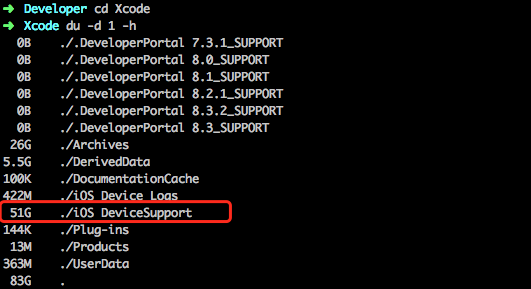 ➜ Developer cd Xcode
➜ Xcode du -d 1 -h
0B ./.DeveloperPortal 7.3.1_SUPPORT
0B ./.DeveloperPortal 8.0_SUPPORT
0B ./.DeveloperPortal 8.1_SUPPORT
0B ./.DeveloperPortal 8.2.1_SUPPORT
0B ./.DeveloperPortal 8.3.2_SUPPORT
0B ./.DeveloperPortal 8.3_SUPPORT
26G ./Archives
5.5G ./DerivedData
100K ./DocumentationCache
422M ./iOS Device Logs
51G ./iOS DeviceSupport
144K ./Plug-ins
13M ./Products
363M ./UserData
83G .